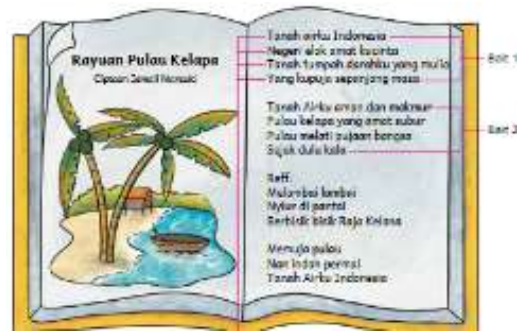 Rayuan Pulau Kelapa
Ciptaan Ismail Marzuki
Tanah airku Indonesia
Negeri elok amat kucinta
Tanah tumpah darahku yang mulia
Yang kupuja sepanjang masa
Bait 1
Tanah Airku aman dan makmur
Pulau kelapa yang amat subur
Pulau melati pujaan bangsa
Sejak dulu kala
Bait 2
Reff:
Melambai lambai
Nyiur di pantai
Berbisik bisik Raja Kelana
Memuja pulau
Nan indah permai
Tanah Airku Indonesia